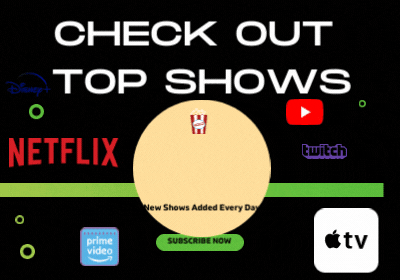 CHECK OUT
TOP SHOWS
Disney+
NETFLIX
twitch
New Shows Added Every Day
prime video
SUBSCRIBE NOW
tv